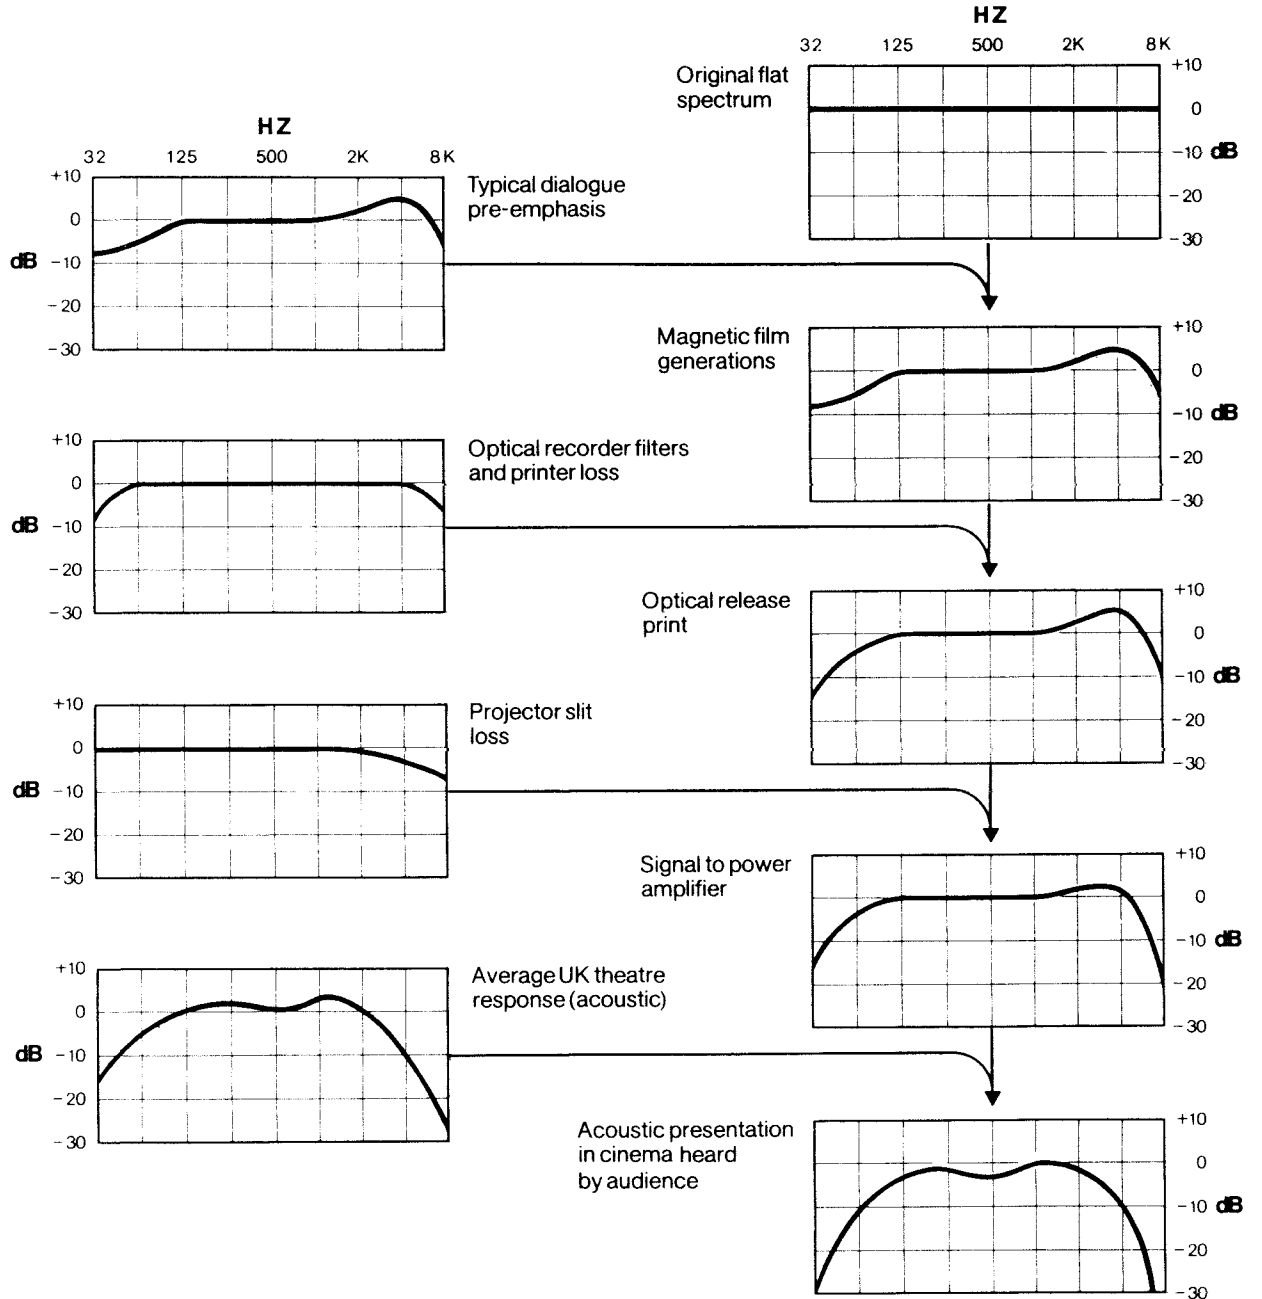 HZ
32 125 500 2K 8K
Original flat
spectrum
+10
0
-10 dB
-20
-30
HZ
32 125 500 2K 8K
+10
0
dB -10
-20
-30
Typical dialogue
pre-emphasis
Magnetic film
generations
+10
0
-10 dB
-20
-30
+10
0
dB -10
-20
-30
Optical recorder filters
and printer loss
Optical release
print
+10
0
-10 dB
-20
-30
+10
0
dB -10
-20
-30
Projector slit
loss
Signal to power
amplifier
+10
0
-10 dB
-20
-30
+10
0
dB -10
-20
-30
Average UK theatre
response (acoustic)
Acoustic presentation
in cinema heard
by audience
+10
0
-10 dB
-20
-30